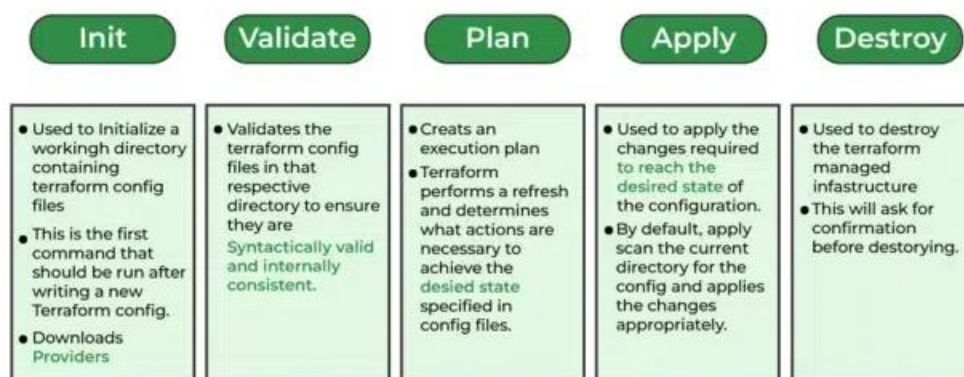 Init
Validate
Plan
Apply
Destroy
Used to Initialize a
workingh directory
containing
terraform config
files
This is the first
command that
should be run after
writing a new
Terraform config.
Downloads
Providers
Validates the
terraform config
files in that
respective
directory to ensure
they are
Syntactically valid
and internally
consistent.
Creats an
execution plan
Terraform
performs a refresh
and determines
what actions are
necessary to
achieve the
desied state
specified in
config files.
Used to apply the
changes required
to reach the
desired state of
the configuration.
By default, apply
scan the current
directory for the
config and applies
the changes
appropriately.
Used to destroy
the terraform
managed
infastructure
This will ask for
confirmation
before destorying.